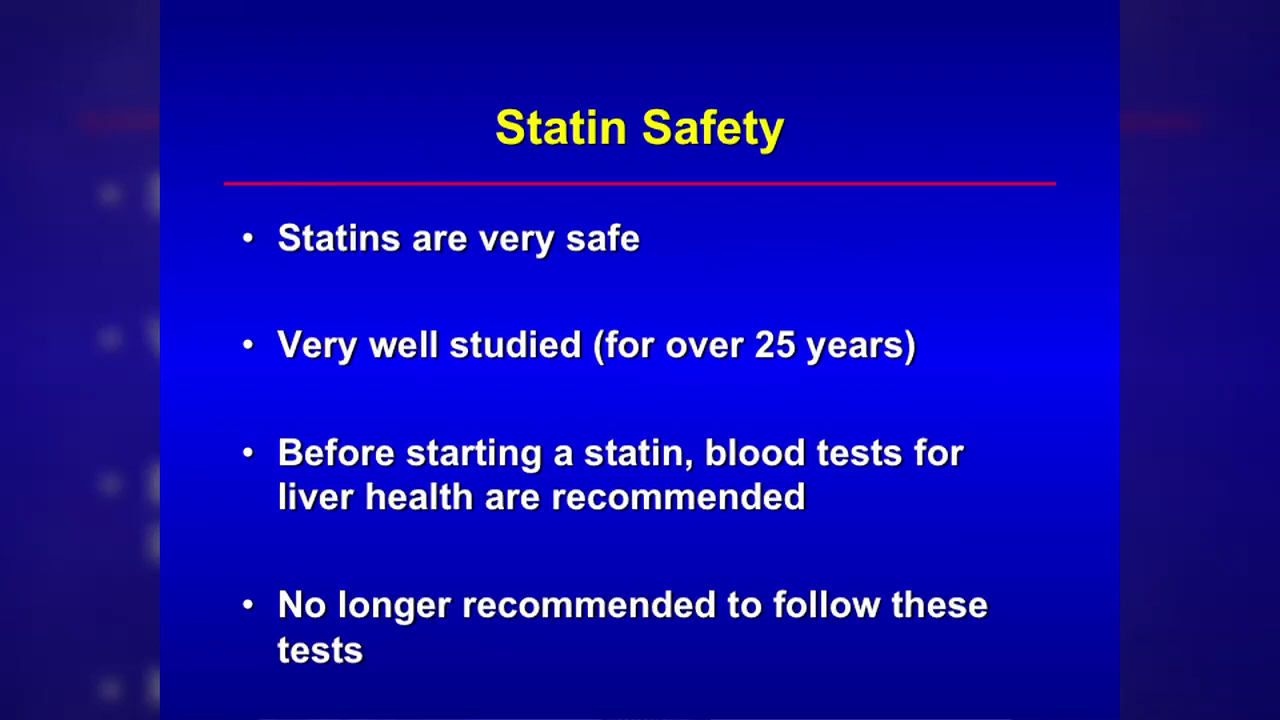 Statin Safety
• Statins are very safe
• Very well studied (for over 25 years)
• Before starting a statin, blood tests for
liver health are recommended
• No longer recommended to follow these
tests